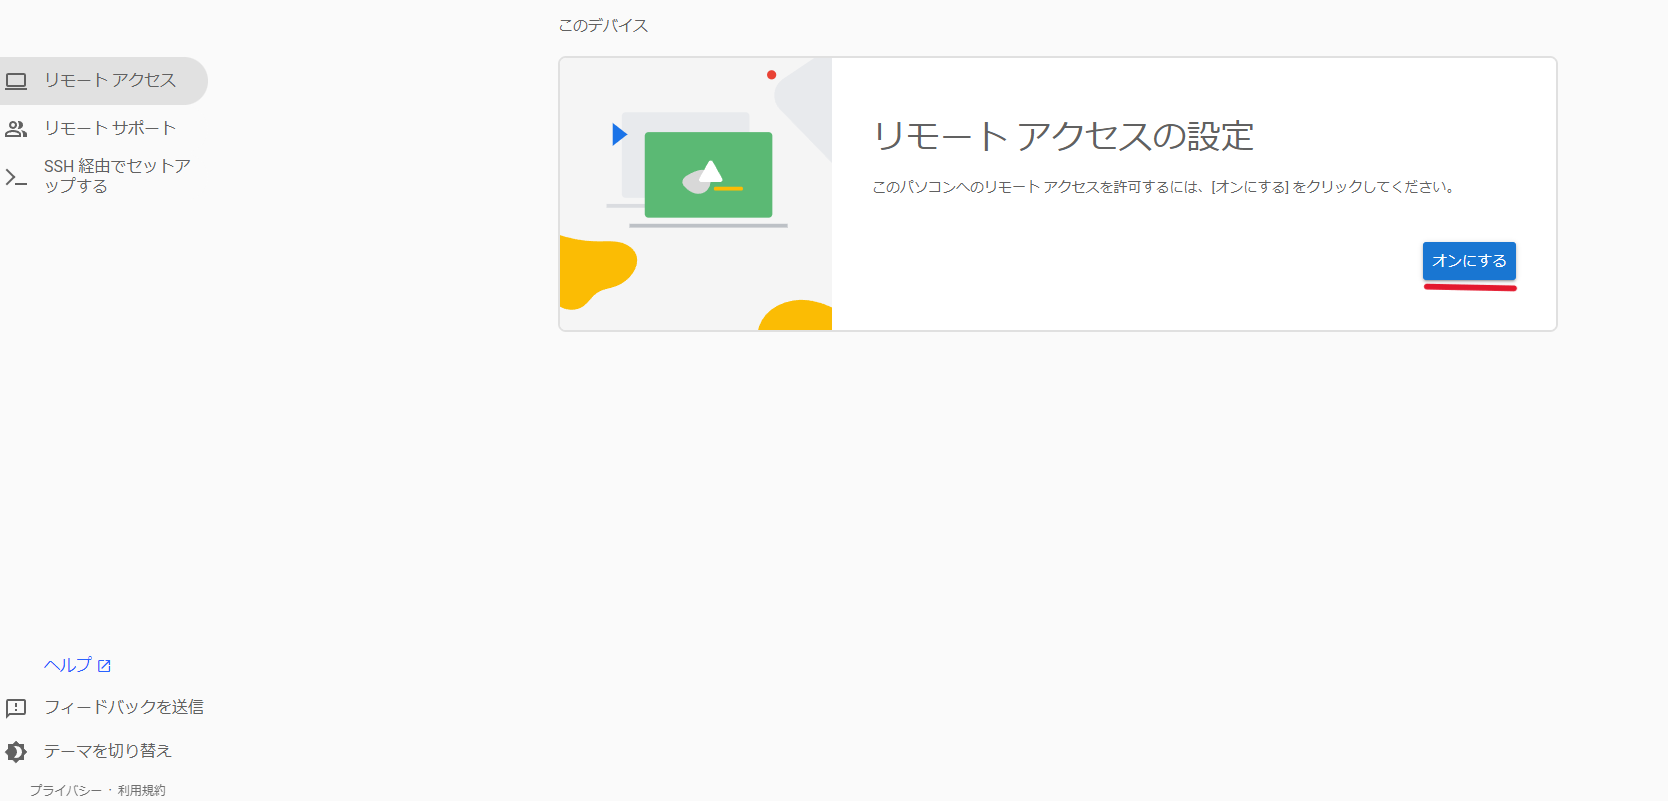 このデバイス
リモート アクセス
リモート サポート
SSH 経由でセットア
ップする
リモート アクセスの設定
このパソコンへのリモート アクセスを許可するには、[オンにする] をクリックしてください。
オンにする
ヘルプ
フィードバックを送信
テーマを切り替え
プライバシー・利用規約